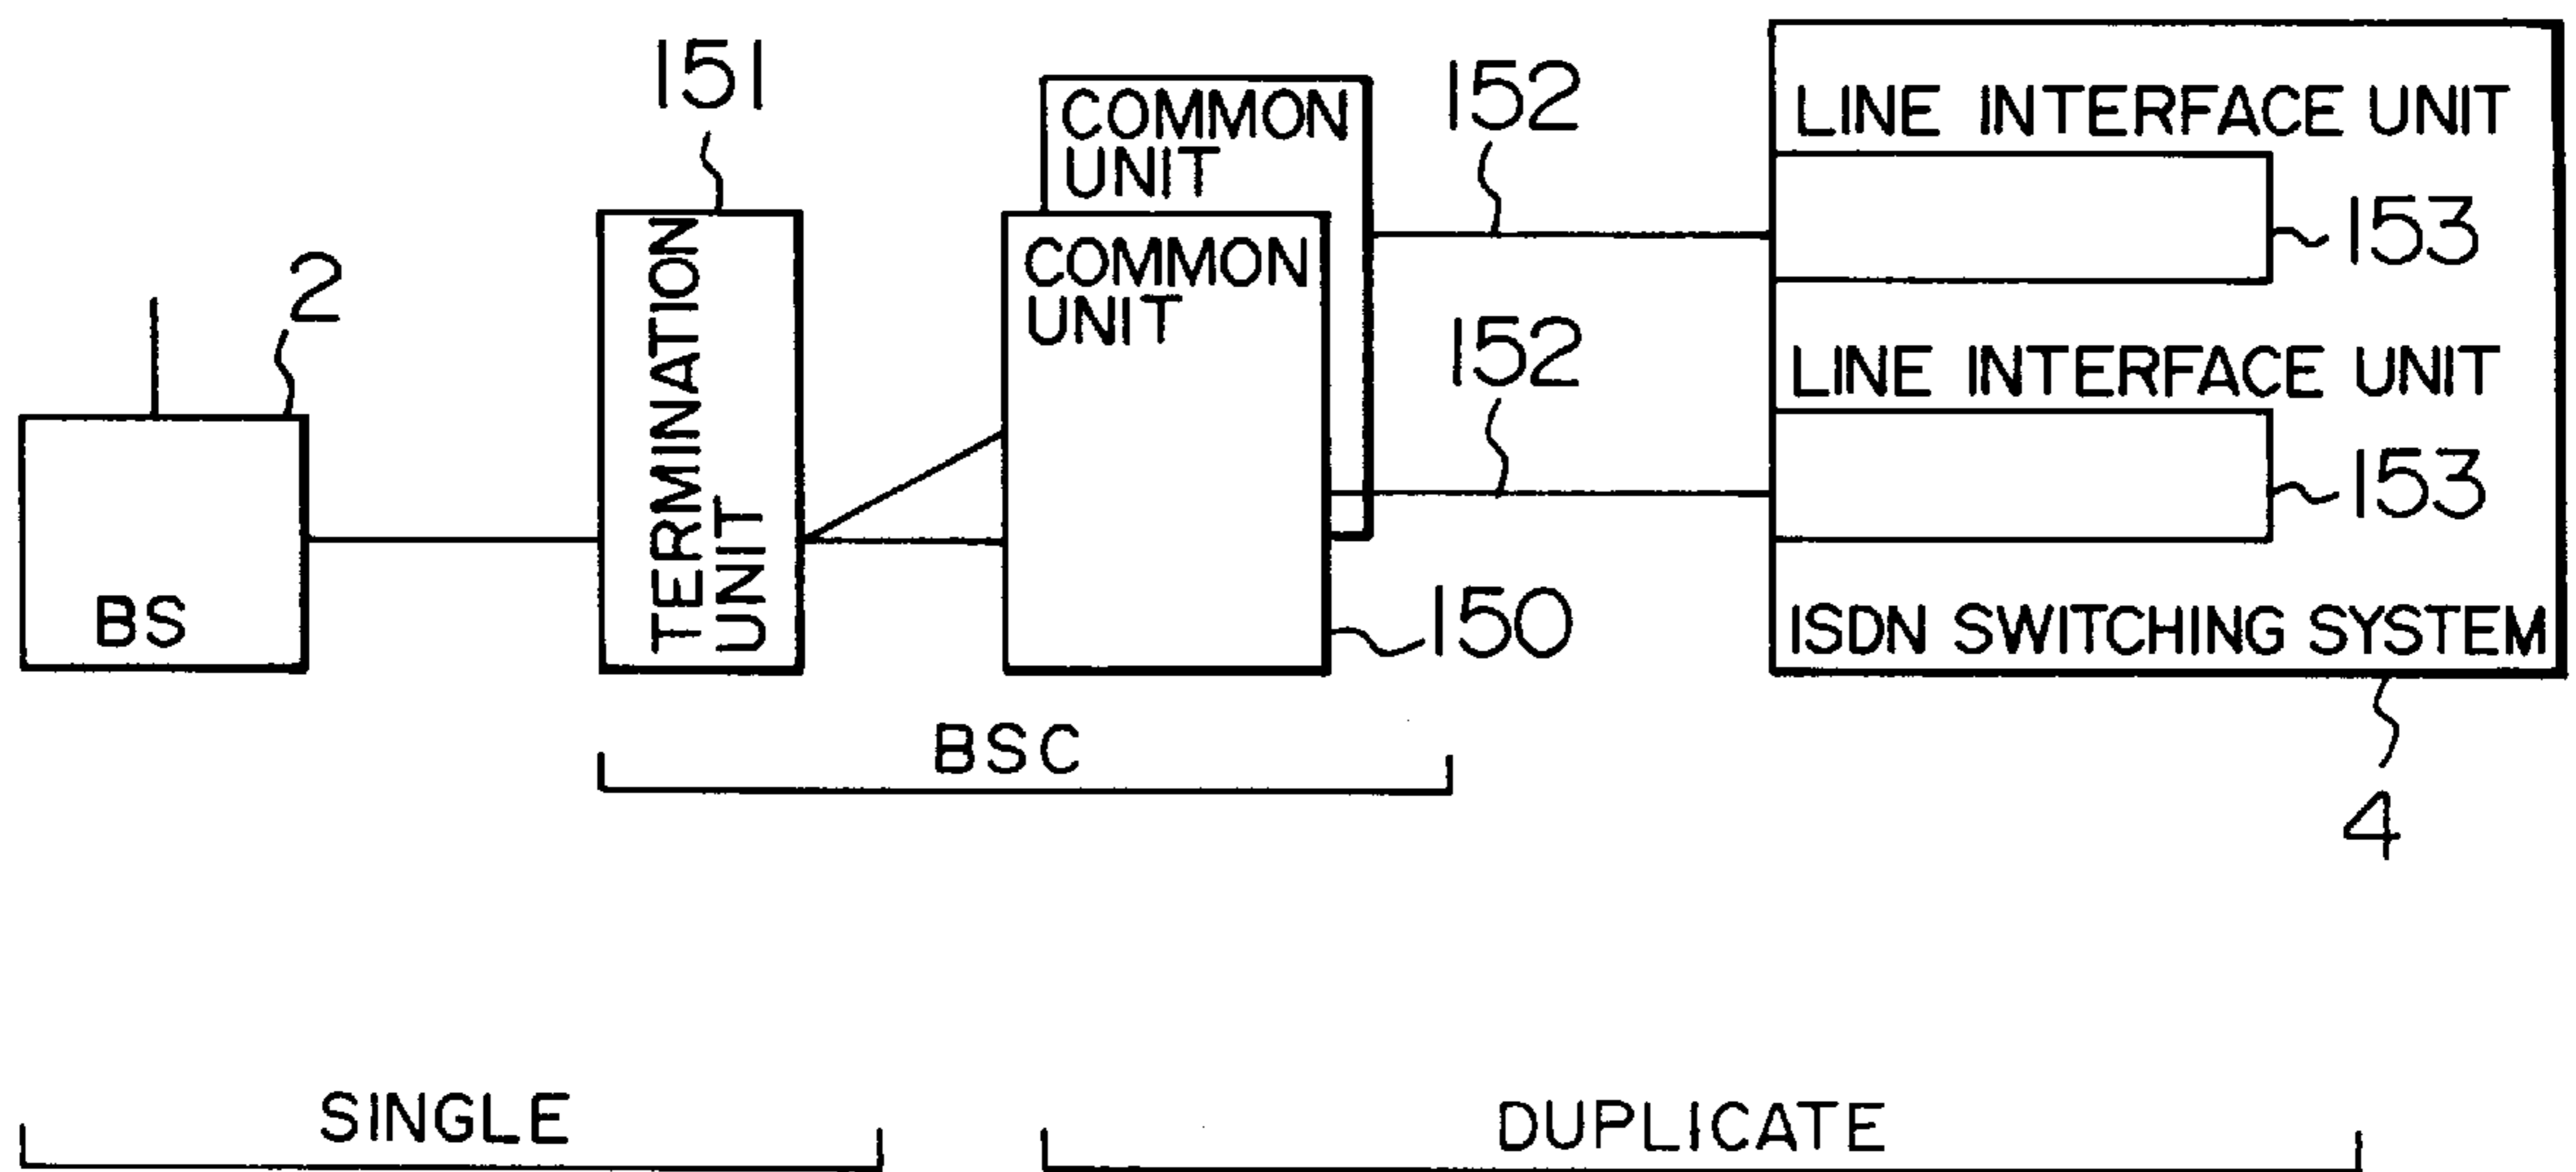 151
COMMON
UNIT
152
LINE INTERFACE UNIT
153
2
TERMINATION
UNIT
COMMON
UNIT
152
LINE INTERFACE UNIT
153
BS
150
ISDN SWITCHING SYSTEM
BSC
4
SINGLE
DUPLICATE